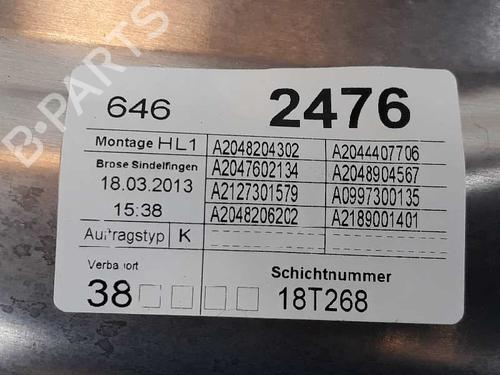 646
2476
Montage HL1
Brose Sindelfingen
18.03.2013
15:38
Auftragstyp K
A2048204302 A2044407706
A2047602134 A2048904567
A2127301579 A0997300135
A2048206202 A2189001401
38
Schichtnummer
18T268
B-PARTS